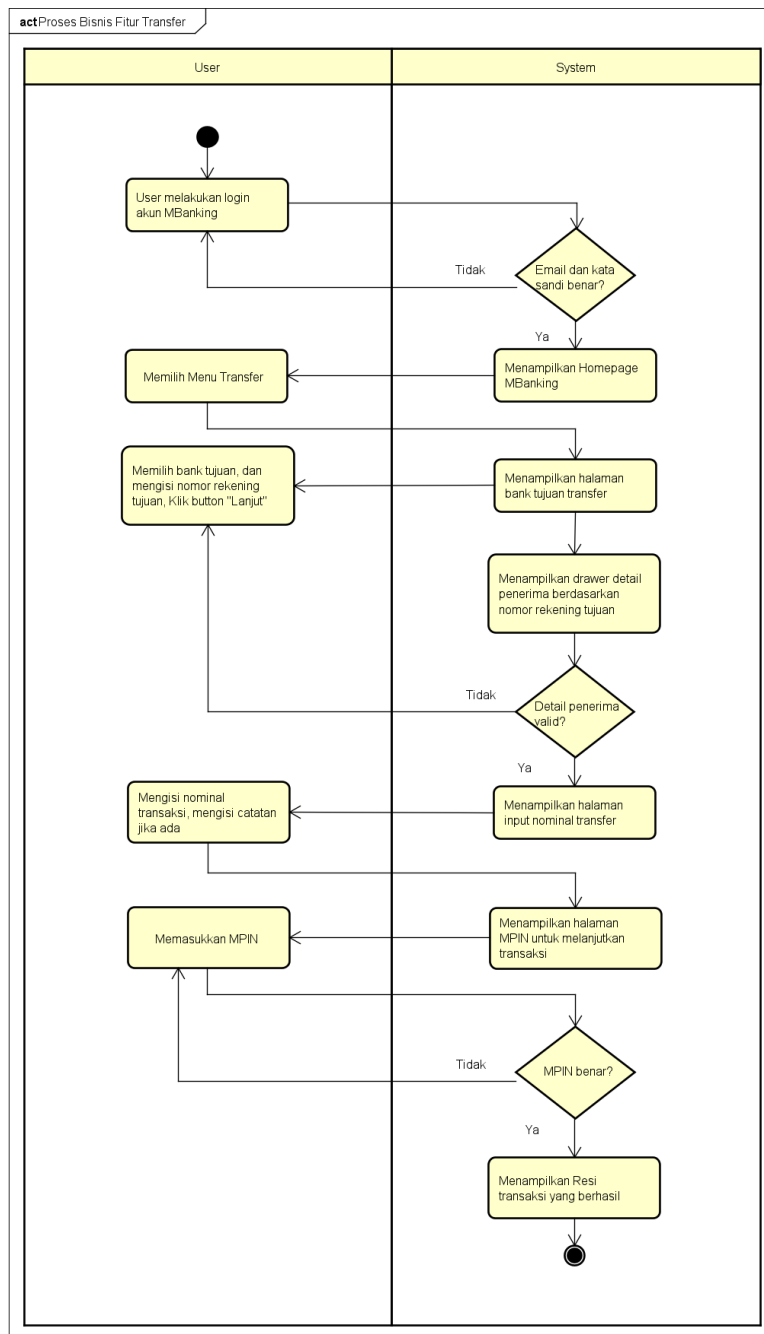 act Proses Bisnis Fitur Transfer
User
System
User melakukan login
akun MBanking
Tidak
Email dan kata
sandi benar?
Ya
Memilih Menu Transfer
Menampilkan Homepage
MBanking
Memilih bank tujuan, dan
mengisi nomor rekening
tujuan, Klik button "Lanjut"
Menampilkan halaman
bank tujuan transfer
Menampilkan drawer detail
penerima berdasarkan
nomor rekening tujuan
Tidak
Detail penerima
valid?
Ya
Mengisi nominal
transaksi, mengisi catatan
jika ada
Menampilkan halaman
input nominal transfer
Memasukkan MPIN
Menampilkan halaman
MPIN untuk melanjutkan
transaksi
Tidak
MPIN benar?
Ya
Menampilkan Resi
transaksi yang berhasil